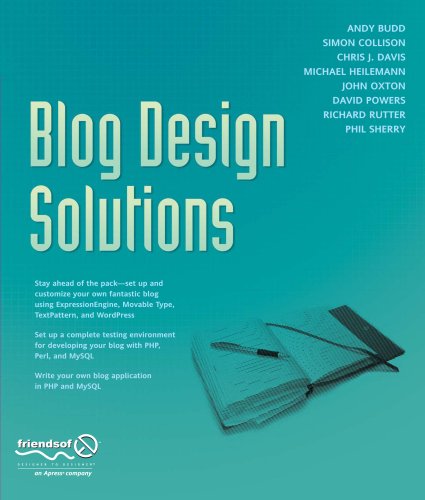 ANDY BUDD
SIMON COLLISON
CHRIS J. DAVIS
MICHAEL HEILEMANN
JOHN OXTON
DAVID POWERS
RICHARD RUTTER
PHIL SHERRY
Blog Design
Solutions
Stay ahead of the pack—set up and
customize your own fantastic blog
using ExpressionEngine, Movable Type,
TextPattern, and WordPress
Set up a complete testing environment
for developing your blog with PHP,
Perl, and MySQL
Write your own blog application
in PHP and MySQL
friendsof
DESIGNER TO DESIGNER™
an Apress® company